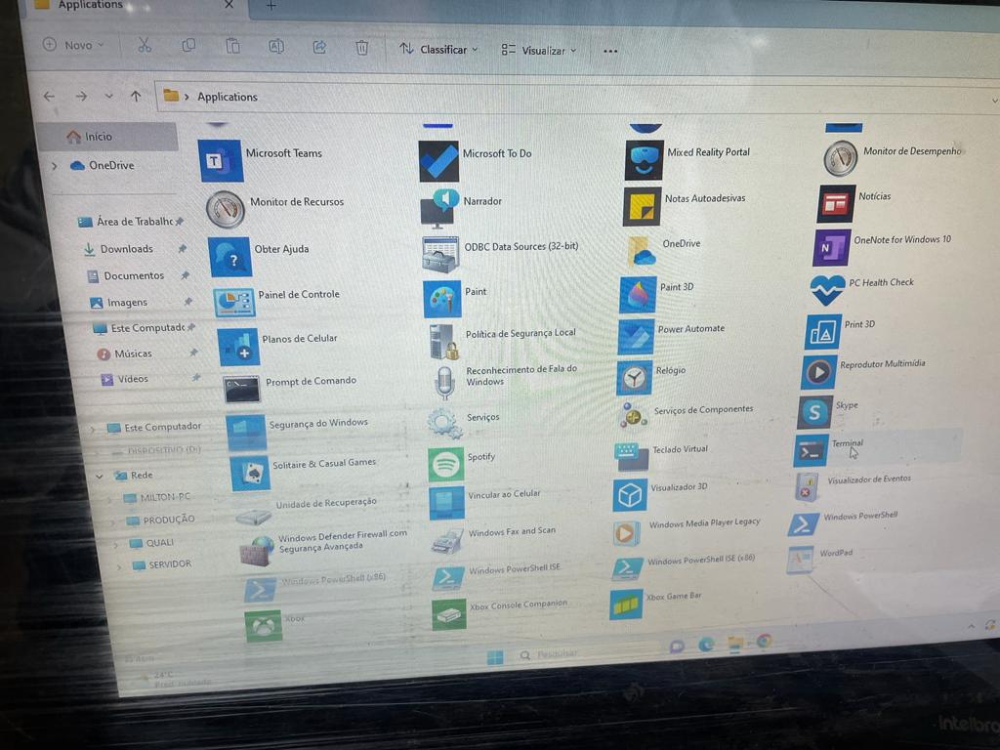 Applications
Novo
Classificar
Visualizar
Applications
Início
OneDrive
Área de Trabalho
Downloads
Documentos
Imagens
Este Computadc
Músicas
Vídeos
Este Computador
DISPOSITIVO (D:)
Rede
MILTON-PC
PRODUÇÃO
QUALI
SERVIDOR
Microsoft Teams
Microsoft To Do
Mixed Reality Portal
Monitor de Desempenho
Monitor de Recursos
Narrador
Notas Autoadesivas
Notícias
Obter Ajuda
ODBC Data Sources (32-bit)
OneDrive
OneNote for Windows 10
Painel de Controle
Paint
Paint 3D
PC Health Check
Planos de Celular
Política de Segurança Local
Power Automate
Print 3D
Prompt de Comando
Reconhecimento de Fala do
Windows
Relógio
Reprodutor Multimídia
Segurança do Windows
Serviços
Serviços de Componentes
Skype
Solitaire & Casual Games
Spotify
Teclado Virtual
Terminal
Unidade de Recuperação
Vincular ao Celular
Visualizador 3D
Visualizador de Eventos
Windows Defender Firewall com
Segurança Avançada
Windows Fax and Scan
Windows Media Player Legacy
Windows PowerShell
Windows PowerShell (x86)
Windows PowerShell ISE
Windows PowerShell ISE (x86)
WordPad
Xbox
Xbox Console Companion
Xbox Game Bar
24°C
Pred. nublado
Pesquisar
intelbro